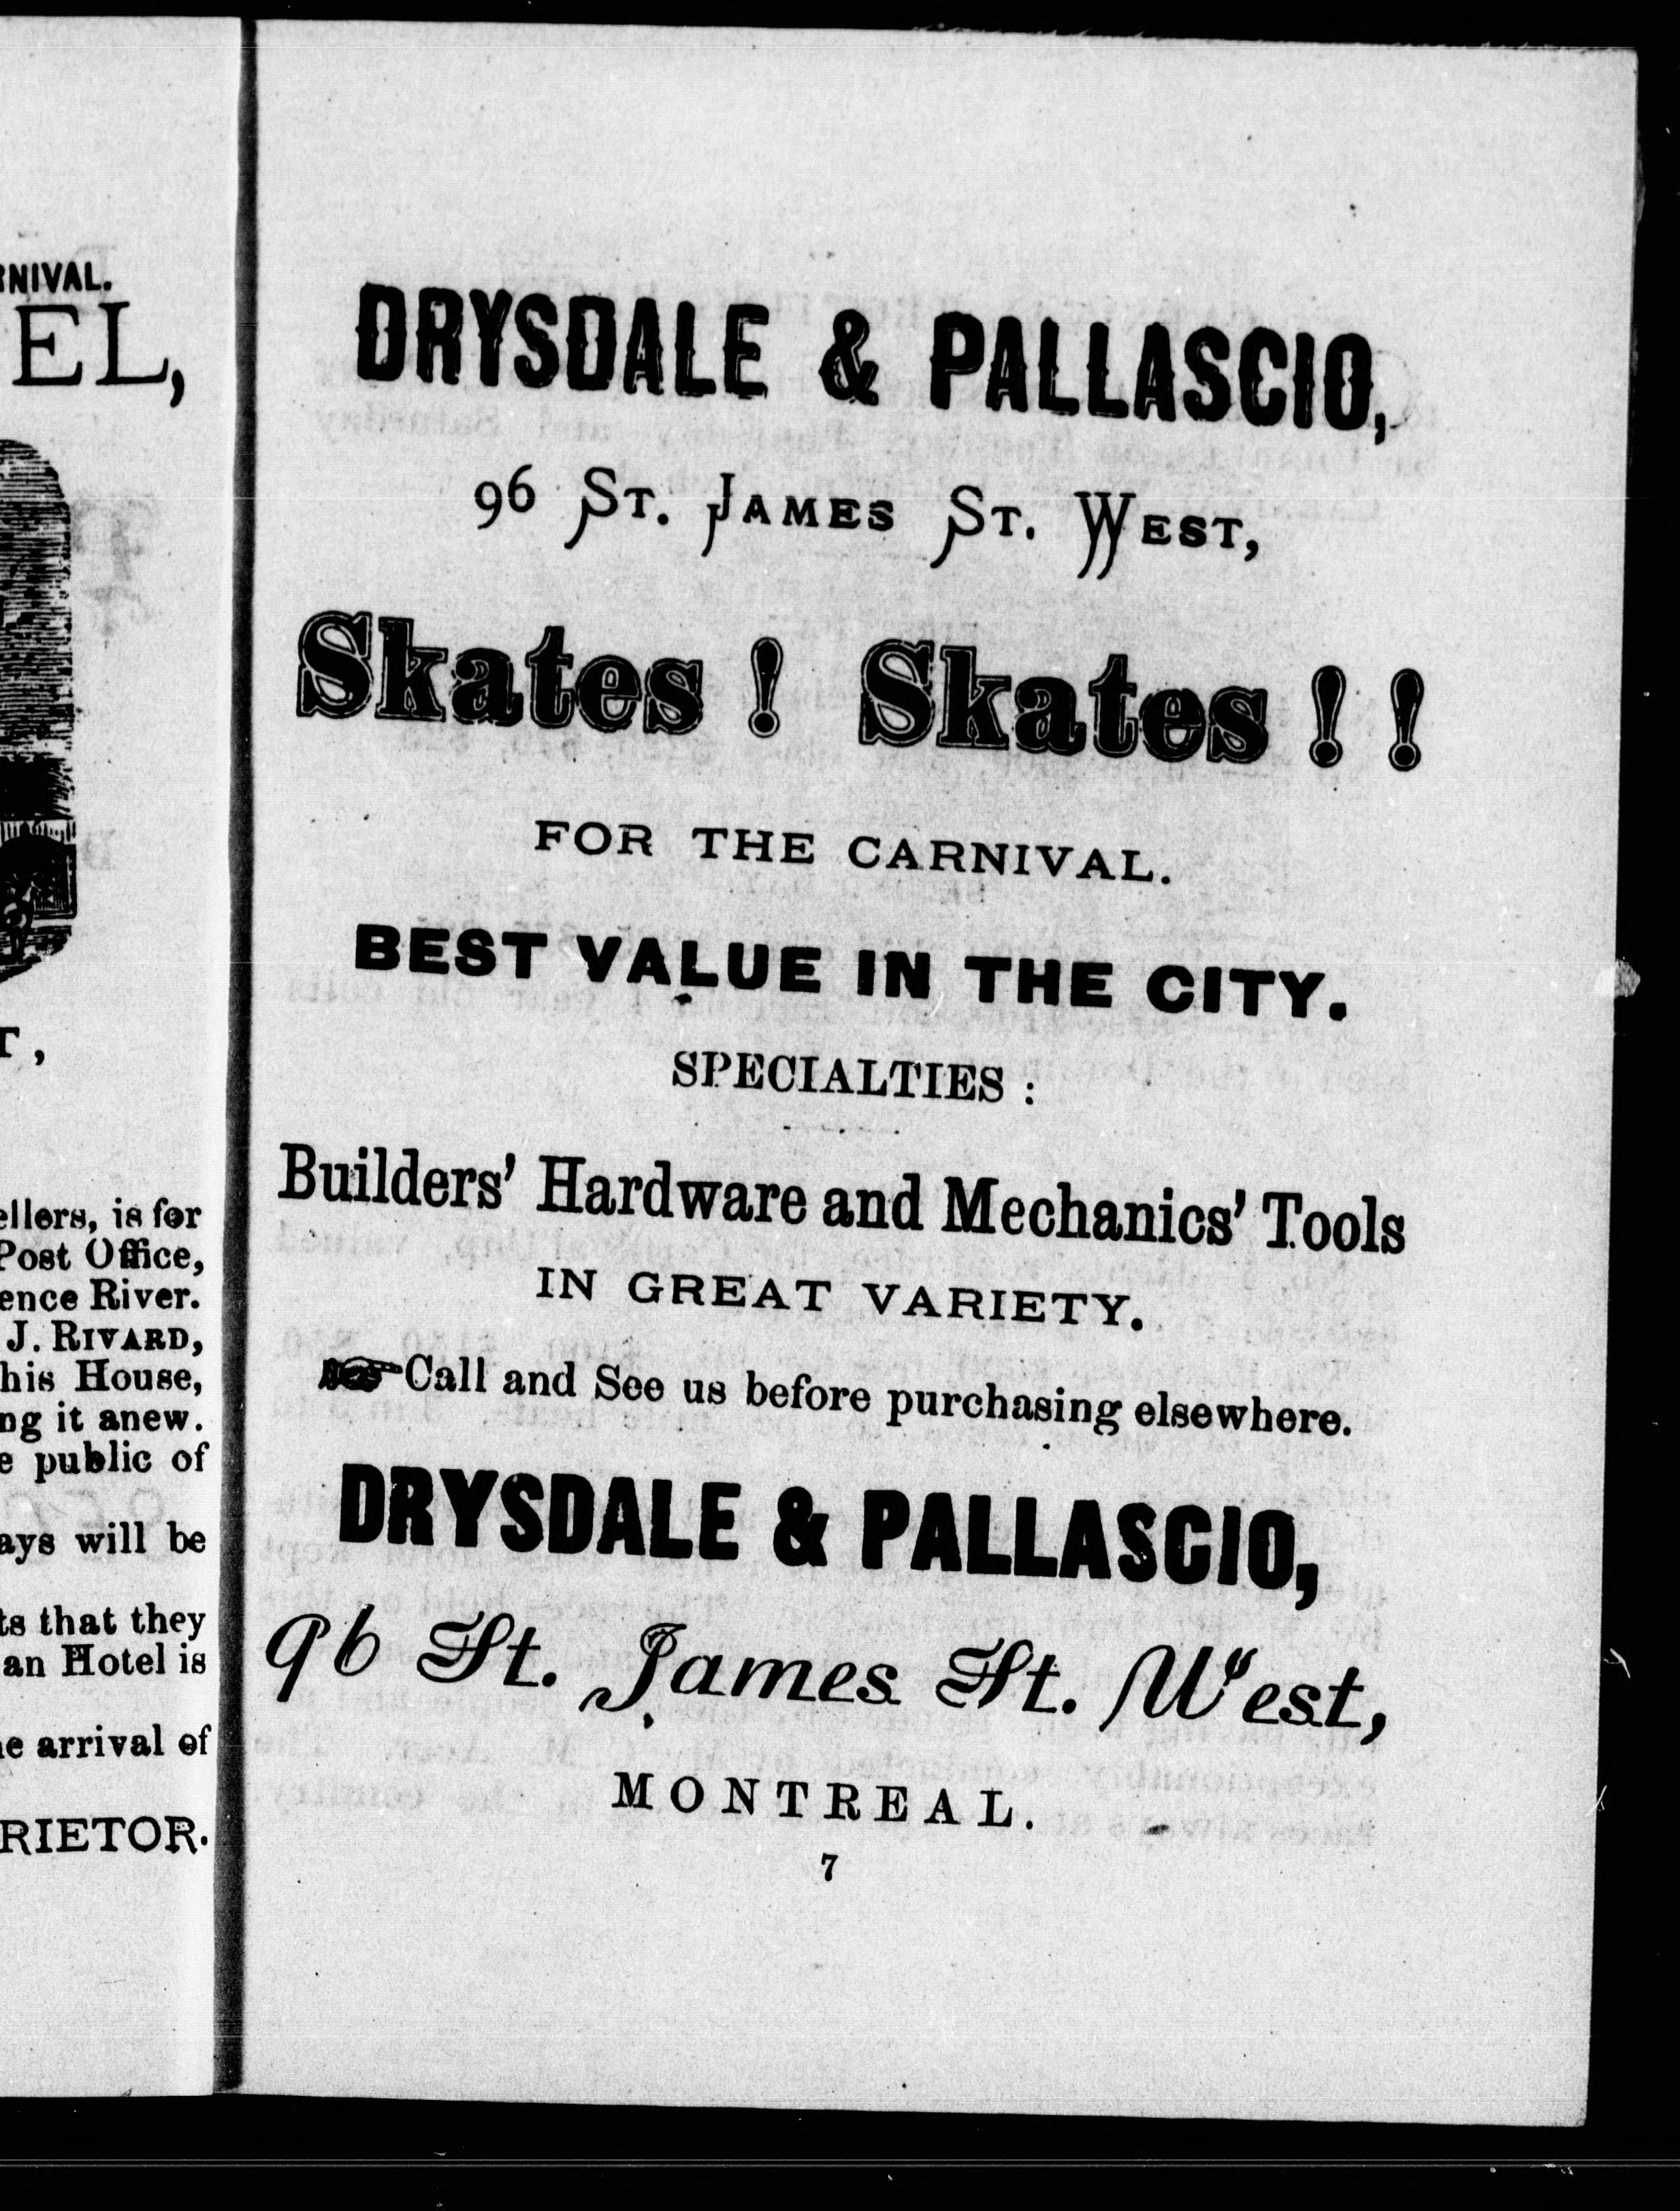 RNIVAL.
EL,
T,
ellers, is for
Post Office,
ence River.
J. RIVARD,
his House,
ng it anew.
e public of
ays will be
ts that they
an Hotel is
e arrival of
RIETOR.
DRYSDALE & PALLASCIO,
96 ST. JAMES ST. WEST,
Skates ! Skates ! !
FOR THE CARNIVAL.
BEST VALUE IN THE CITY.
SPECIALTIES :
Builders' Hardware and Mechanics' Tools
IN GREAT VARIETY.
☞Call and See us before purchasing elsewhere.
DRYSDALE & PALLASCIO,
96 St. James St. West,
MONTREAL.
7